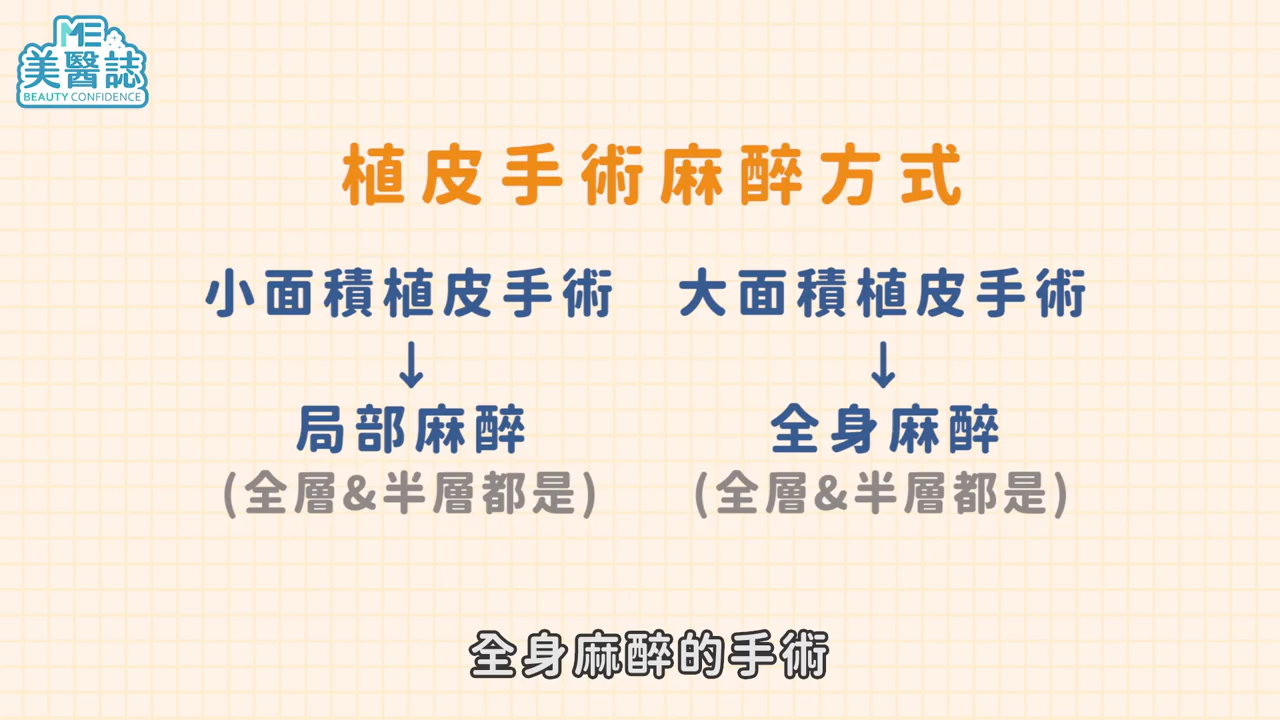 ME
美醫誌
BEAUTY CONFIDENCE
植皮手術麻醉方式
小面積植皮手術
↓
局部麻醉
(全層&半層都是)
大面積植皮手術
↓
全身麻醉
(全層&半層都是)
全身麻醉的手術